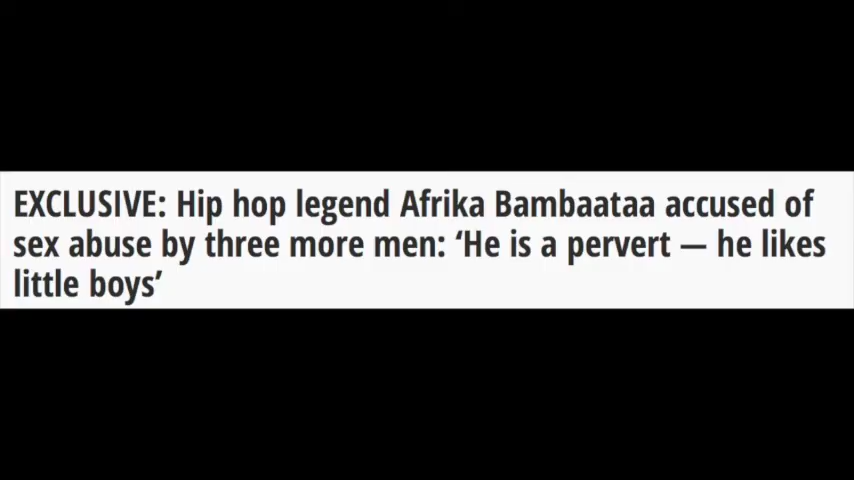 EXCLUSIVE: Hip hop legend Afrika Bambaataa accused of
sex abuse by three more men: ‘He is a pervert — he likes
little boys’